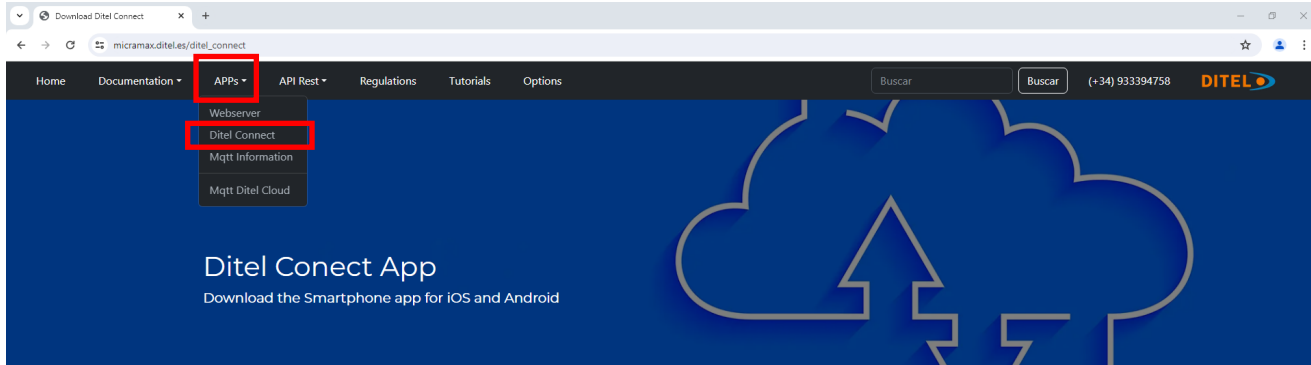 Download Ditel Connect
micramax.ditel.es/ditel_connect
Home Documentation APPs API Rest Regulations Tutorials Options Buscar Buscar (+34) 933394758 DITEL
Webserver
Ditel Connect
Mqtt Information
Mqtt Ditel Cloud
Ditel Conect App
Download the Smartphone app for iOS and Android